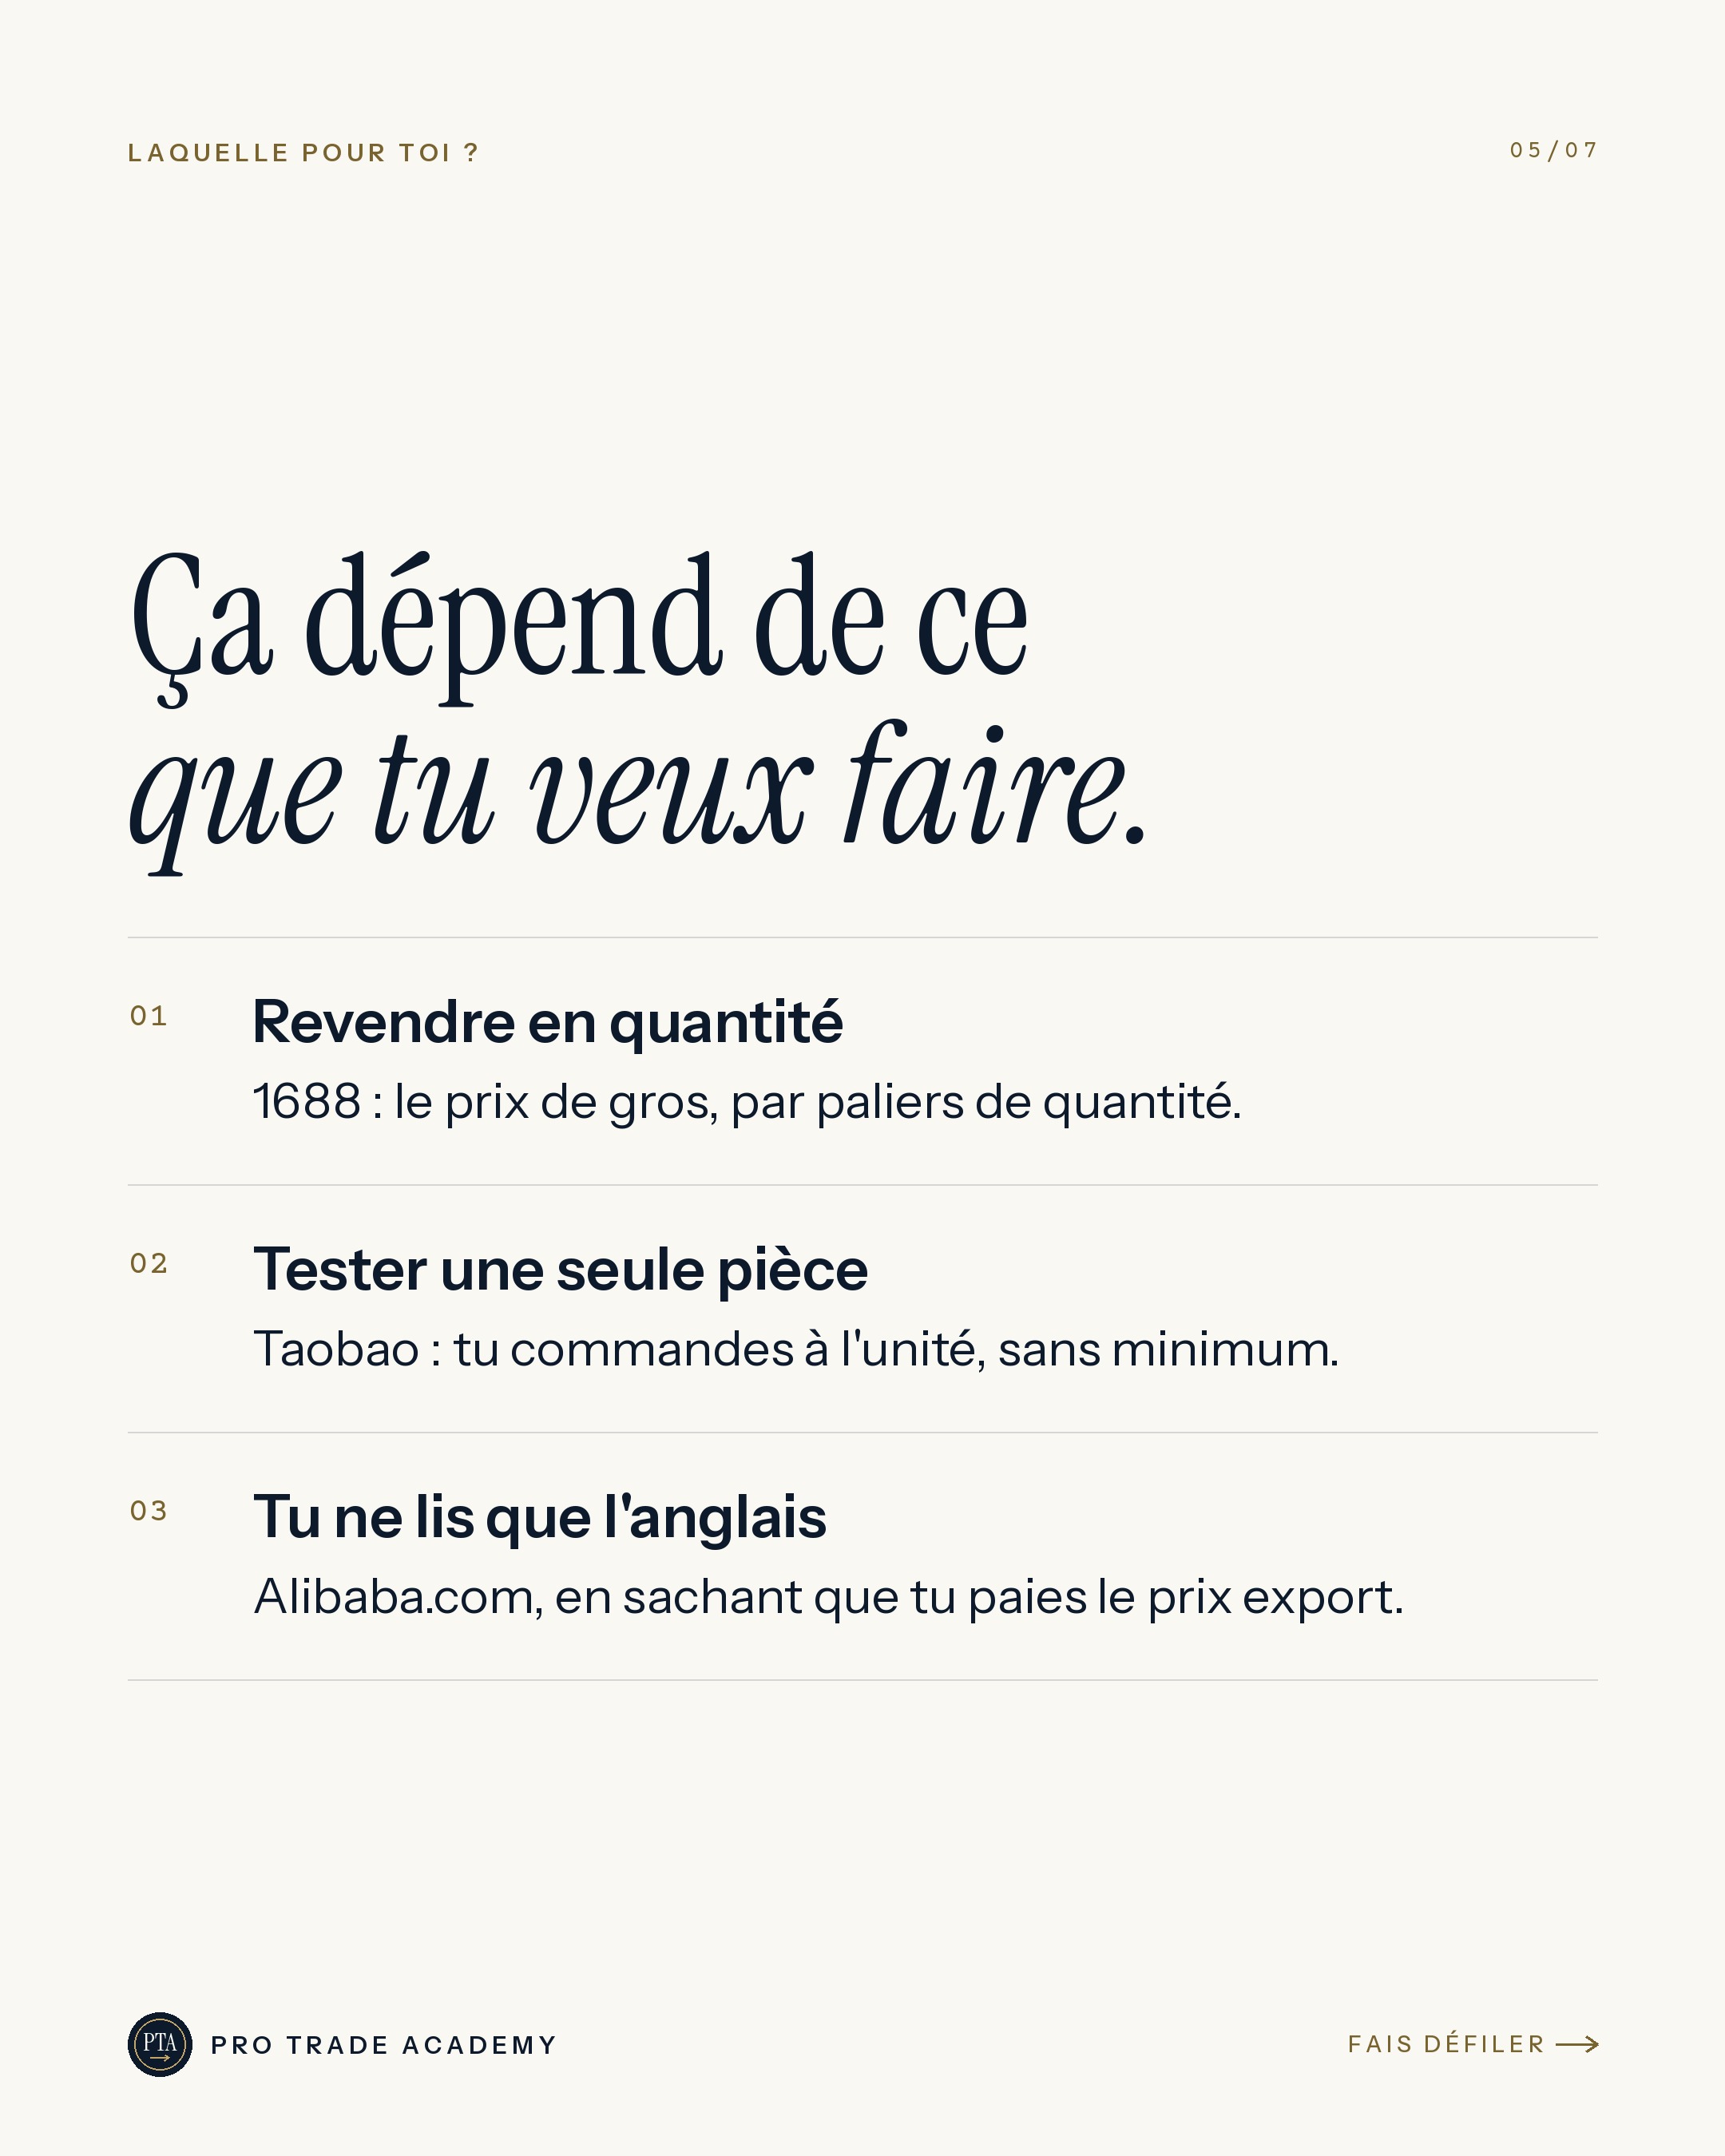 LAQUELLE POUR TOI ?
05/07
Ça dépend de ce
que tu veux faire.
01
Revendre en quantité
1688 : le prix de gros, par paliers de quantité.
02
Tester une seule pièce
Taobao : tu commandes à l'unité, sans minimum.
03
Tu ne lis que l'anglais
Alibaba.com, en sachant que tu paies le prix export.
PTA
PRO TRADE ACADEMY
FAIS DÉFILER →